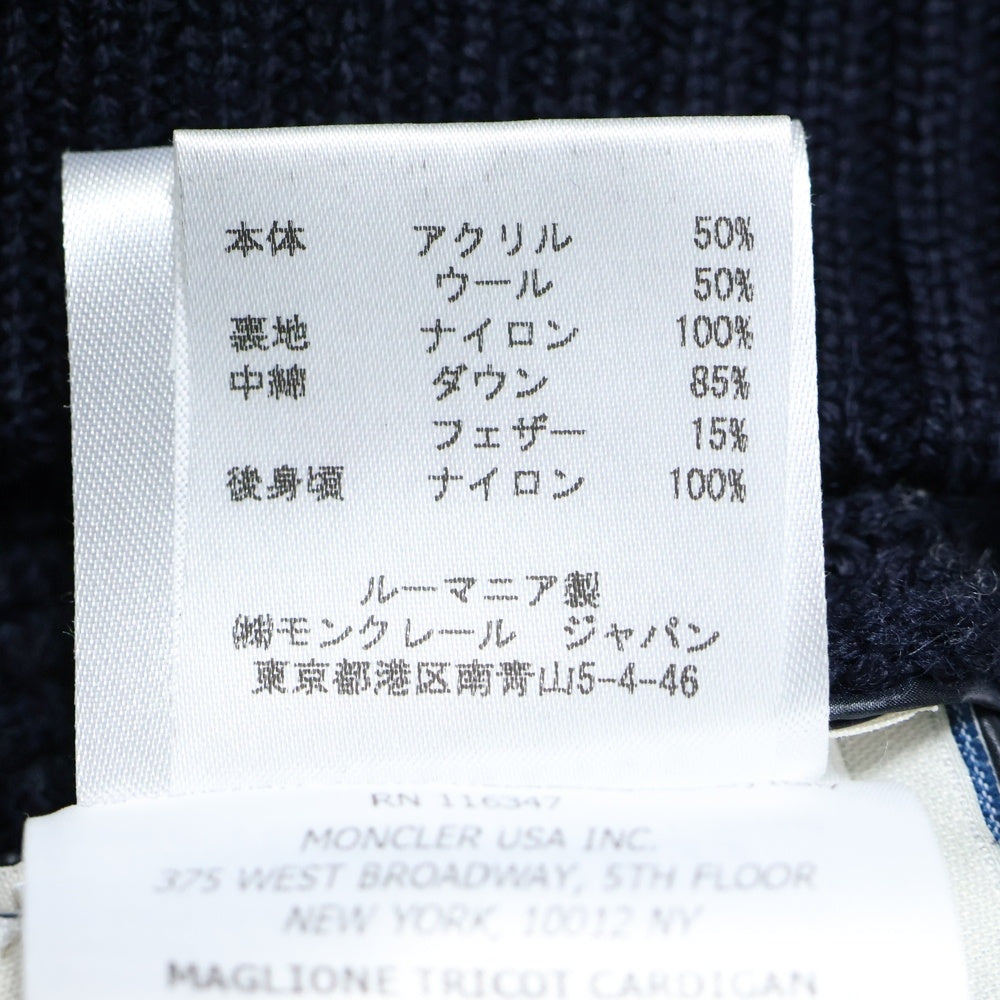 本体 アクリル 50%
ウール 50%
裏地 ナイロン 100%
中綿 ダウン 85%
フェザー 15%
後身頃 ナイロン 100%
ルーマニア製
㈱モンクレール ジャパン
東京都港区南青山5-4-46
RN 116347
MONCLER USA INC.
375 WEST BROADWAY, 5TH FLOOR
NEW YORK, 10012 NY
MAGLIONE TRICOT CARDIGAN